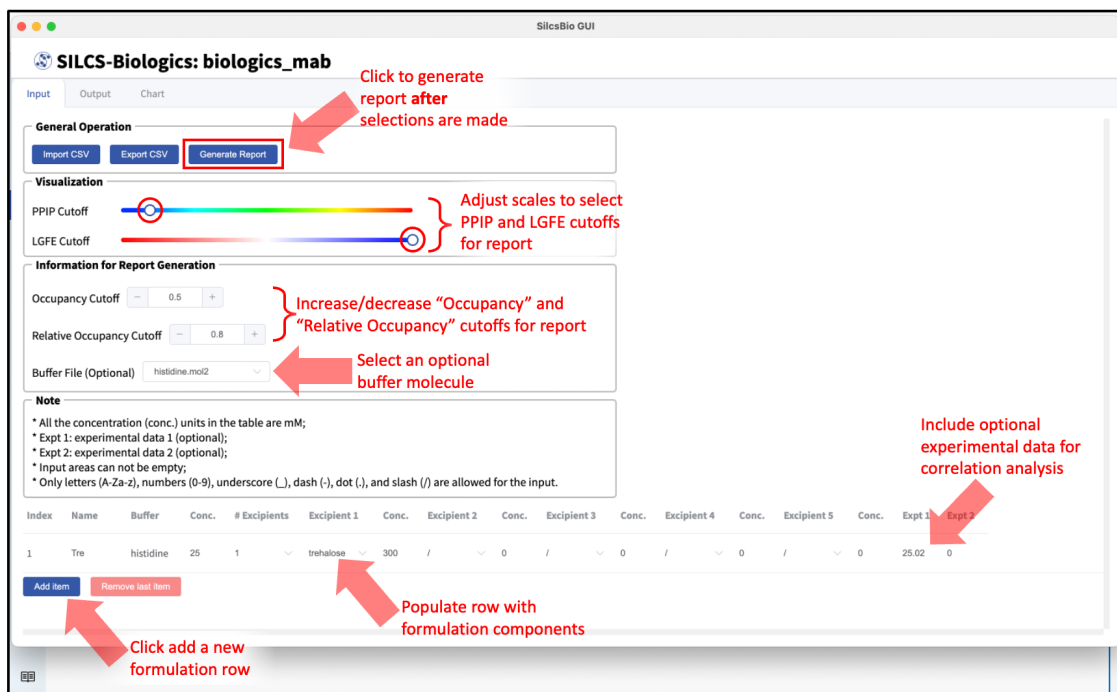 SilcsBio GUI
SILCS-Biologics: biologics_mab
Input Output Chart
Click to generate
report after
selections are made
General Operation
Import CSV Export CSV Generate Report
Visualization
PPIP Cutoff
LGFE Cutoff
Adjust scales to select
PPIP and LGFE cutoffs
for report
Information for Report Generation
Occupancy Cutoff − 0.5 +
Relative Occupancy Cutoff − 0.8 +
Increase/decrease “Occupancy” and
“Relative Occupancy” cutoffs for report
Buffer File (Optional) histidine.mol2
Select an optional
buffer molecule
Note
* All the concentration (conc.) units in the table are mM;
* Expt 1: experimental data 1 (optional);
* Expt 2: experimental data 2 (optional);
* Input areas can not be empty;
* Only letters (A-Za-z), numbers (0-9), underscore (_), dash (-), dot (.), and slash (/) are allowed for the input.
Include optional
experimental data for
correlation analysis
Index Name Buffer Conc. # Excipients Excipient 1 Conc. Excipient 2 Conc. Excipient 3 Conc. Excipient 4 Conc. Excipient 5 Conc. Expt 1 Expt 2
1 Tre histidine 25 1 trehalose 300 / 0 / 0 / 0 / 0 25.02 0
Add item Remove last item
Populate row with
formulation components
Click add a new
formulation row